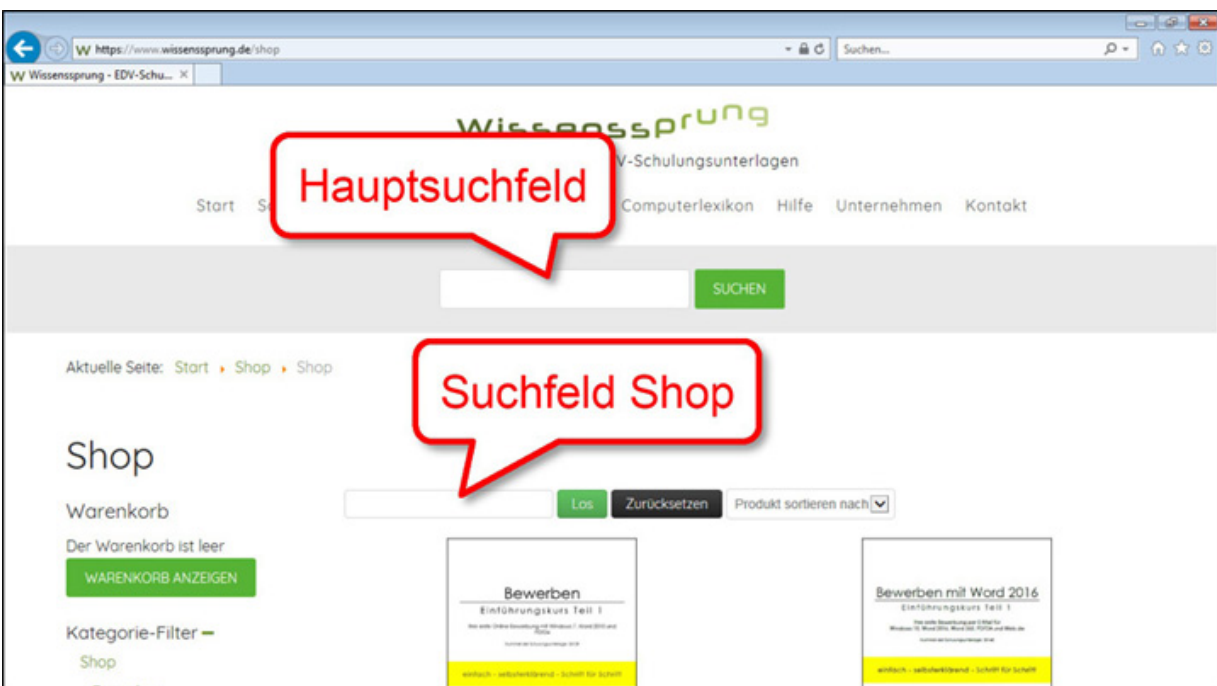 https://www.wissenssprung.de/shop
Suchen...
Wissenssprung - EDV-Schu...
Wissenssprung
V-Schulungsunterlagen
Hauptsuchfeld
Start Computerlexikon Hilfe Unternehmen Kontakt
SUCHEN
Aktuelle Seite: Start Shop Shop
Suchfeld Shop
Shop
Warenkorb
Los Zurücksetzen Produkt sortieren nach
Der Warenkorb ist leer
WARENKORB ANZEIGEN
Bewerben
Einführungskurs Teil 1
einfach - selbsterklärend - Schritt für Schritt
Bewerben mit Word 2016
Einführungskurs Teil 1
einfach - selbsterklärend - Schritt für Schritt
Kategorie-Filter
Shop